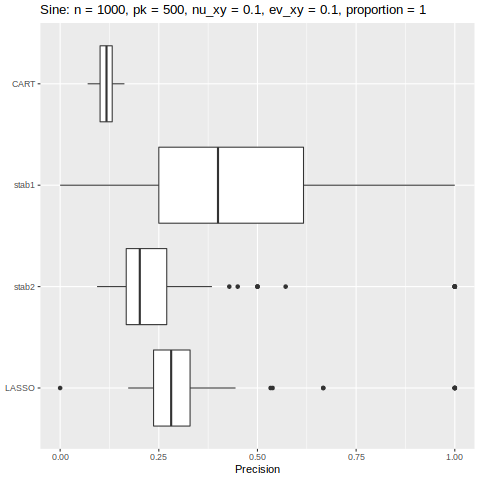 Sine: n = 1000, pk = 500, nu_xy = 0.1, ev_xy = 0.1, proportion = 1
CART
stab1
stab2
LASSO
0.00 0.25 0.50 0.75 1.00
Precision